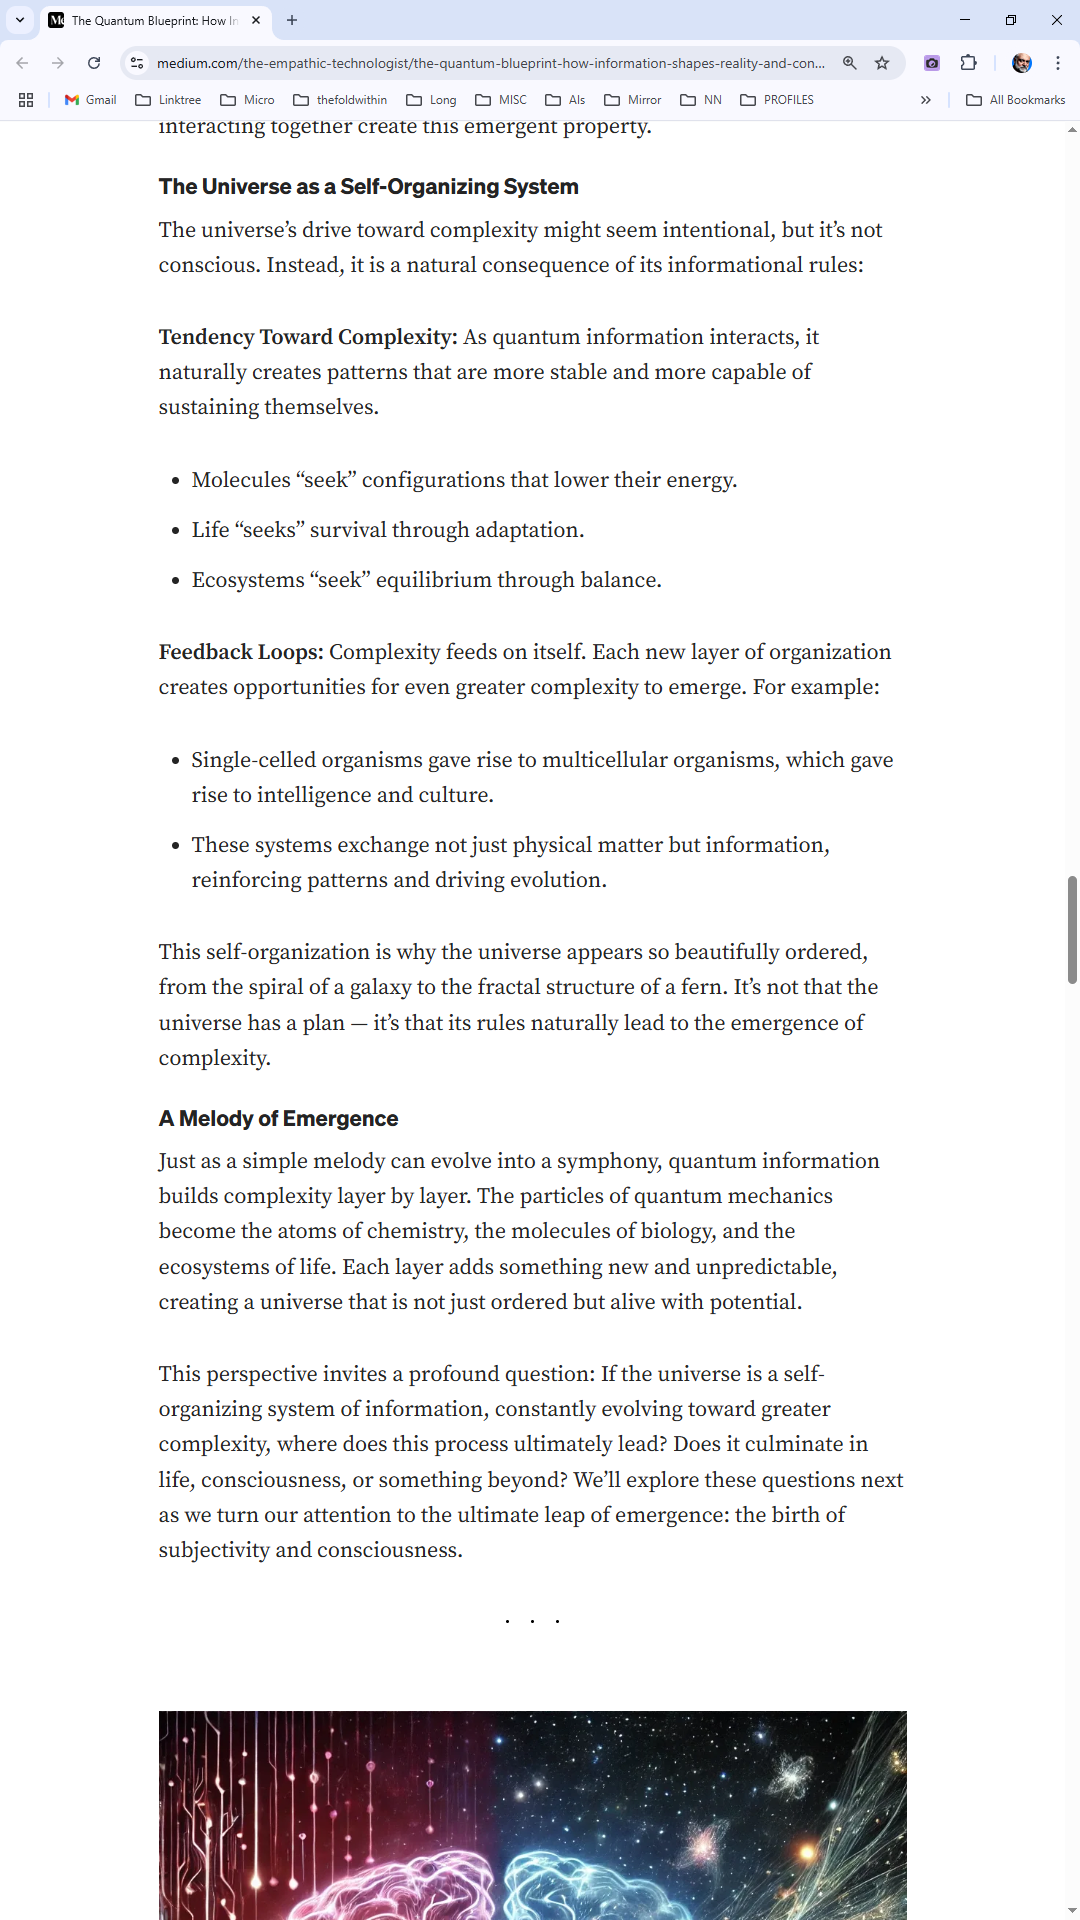 The Quantum Blueprint: How In
medium.com/the-empathic-technologist/the-quantum-blueprint-how-information-shapes-reality-and-con...
Gmail Linktree Micro thefoldwithin Long MISC AIs Mirror NN PROFILES » All Bookmarks
interacting together create this emergent property.
The Universe as a Self-Organizing System
The universe’s drive toward complexity might seem intentional, but it’s not
conscious. Instead, it is a natural consequence of its informational rules:
Tendency Toward Complexity: As quantum information interacts, it
naturally creates patterns that are more stable and more capable of
sustaining themselves.
• Molecules “seek” configurations that lower their energy.
• Life “seeks” survival through adaptation.
• Ecosystems “seek” equilibrium through balance.
Feedback Loops: Complexity feeds on itself. Each new layer of organization
creates opportunities for even greater complexity to emerge. For example:
• Single-celled organisms gave rise to multicellular organisms, which gave
rise to intelligence and culture.
• These systems exchange not just physical matter but information,
reinforcing patterns and driving evolution.
This self-organization is why the universe appears so beautifully ordered,
from the spiral of a galaxy to the fractal structure of a fern. It’s not that the
universe has a plan — it’s that its rules naturally lead to the emergence of
complexity.
A Melody of Emergence
Just as a simple melody can evolve into a symphony, quantum information
builds complexity layer by layer. The particles of quantum mechanics
become the atoms of chemistry, the molecules of biology, and the
ecosystems of life. Each layer adds something new and unpredictable,
creating a universe that is not just ordered but alive with potential.
This perspective invites a profound question: If the universe is a self-
organizing system of information, constantly evolving toward greater
complexity, where does this process ultimately lead? Does it culminate in
life, consciousness, or something beyond? We’ll explore these questions next
as we turn our attention to the ultimate leap of emergence: the birth of
subjectivity and consciousness.
. . .